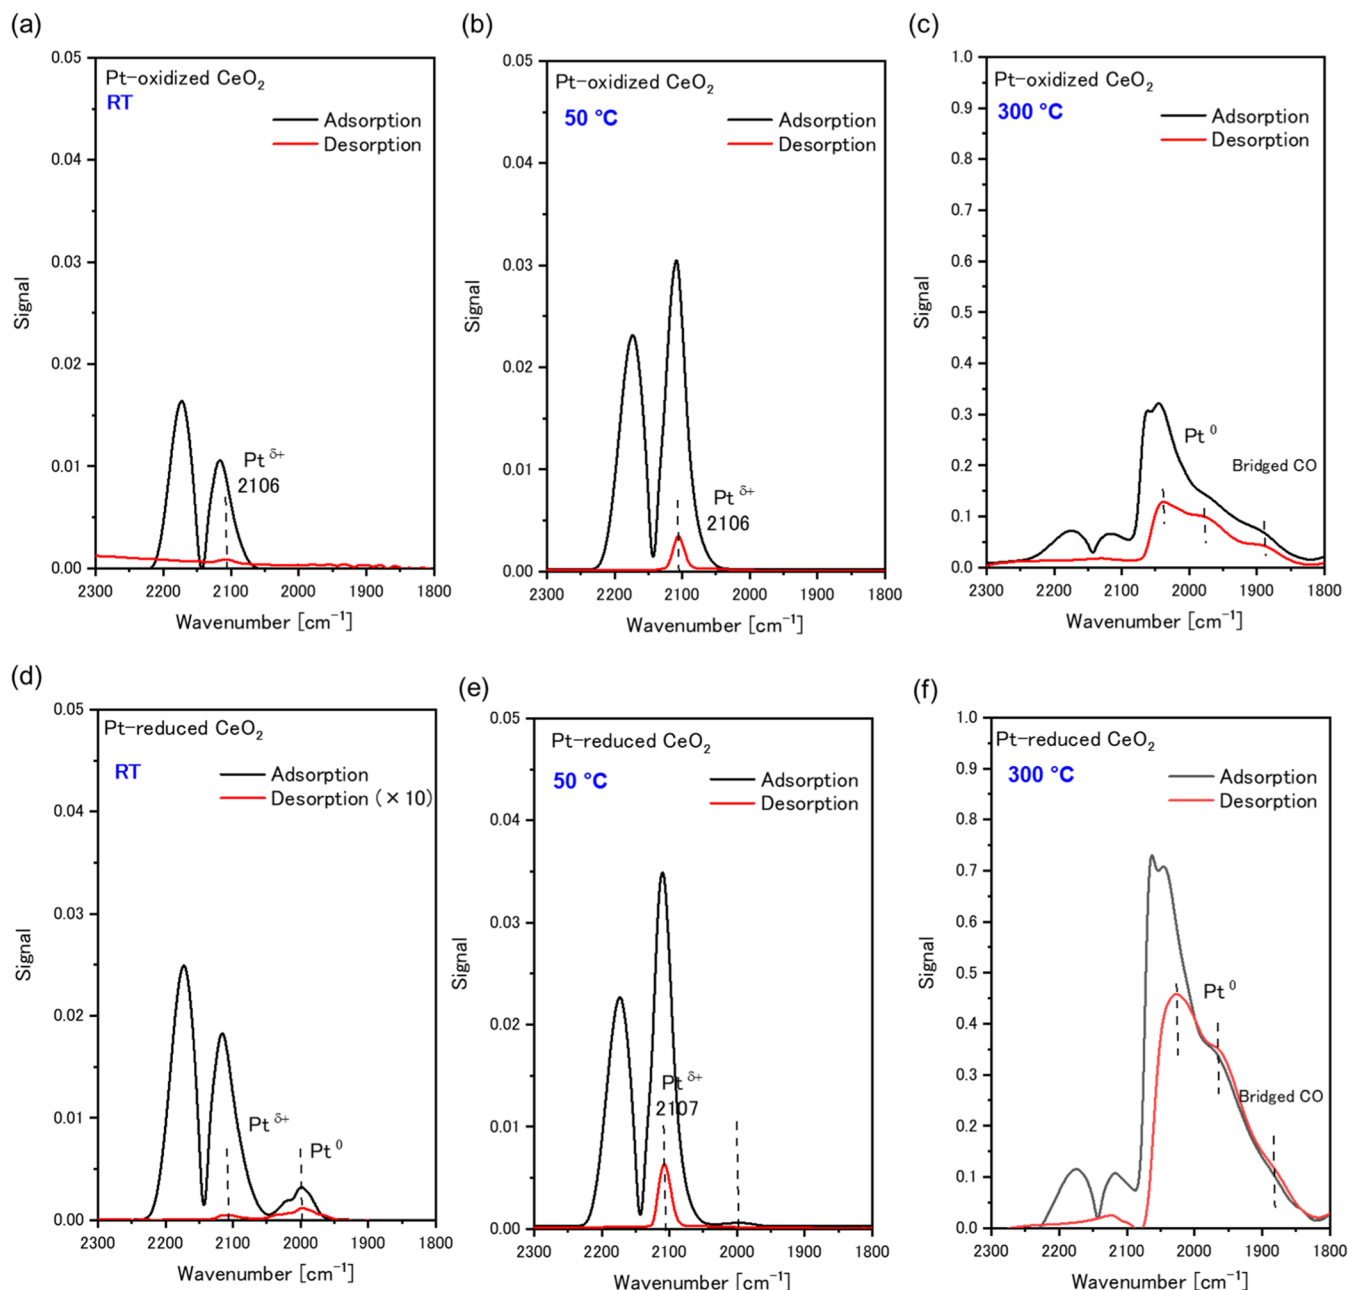 (a)
Pt-oxidized CeO₂
RT
Adsorption
Desorption
Pt δ+
2106
0.05
0.04
0.03
0.02
0.01
0.00
Signal
2300 2200 2100 2000 1900 1800
Wavenumber [cm⁻¹]
(b)
Pt-oxidized CeO₂
50 °C
Adsorption
Desorption
Pt δ+
2106
0.05
0.04
0.03
0.02
0.01
0.00
Signal
2300 2200 2100 2000 1900 1800
Wavenumber [cm⁻¹]
(c)
Pt-oxidized CeO₂
300 °C
Adsorption
Desorption
Pt 0
Bridged CO
1.0
0.9
0.8
0.7
0.6
0.5
0.4
0.3
0.2
0.1
0.0
Signal
2300 2200 2100 2000 1900 1800
Wavenumber [cm⁻¹]
(d)
Pt-reduced CeO₂
RT
Adsorption
Desorption (×10)
Pt δ+
Pt 0
0.05
0.04
0.03
0.02
0.01
0.00
Signal
2300 2200 2100 2000 1900 1800
Wavenumber [cm⁻¹]
(e)
Pt-reduced CeO₂
50 °C
Adsorption
Desorption
Pt δ+
2107
0.05
0.04
0.03
0.02
0.01
0.00
Signal
2300 2200 2100 2000 1900 1800
Wavenumber [cm⁻¹]
(f)
Pt-reduced CeO₂
300 °C
Adsorption
Desorption
Pt 0
Bridged CO
1.0
0.9
0.8
0.7
0.6
0.5
0.4
0.3
0.2
0.1
0.0
Signal
2300 2200 2100 2000 1900 1800
Wavenumber [cm⁻¹]